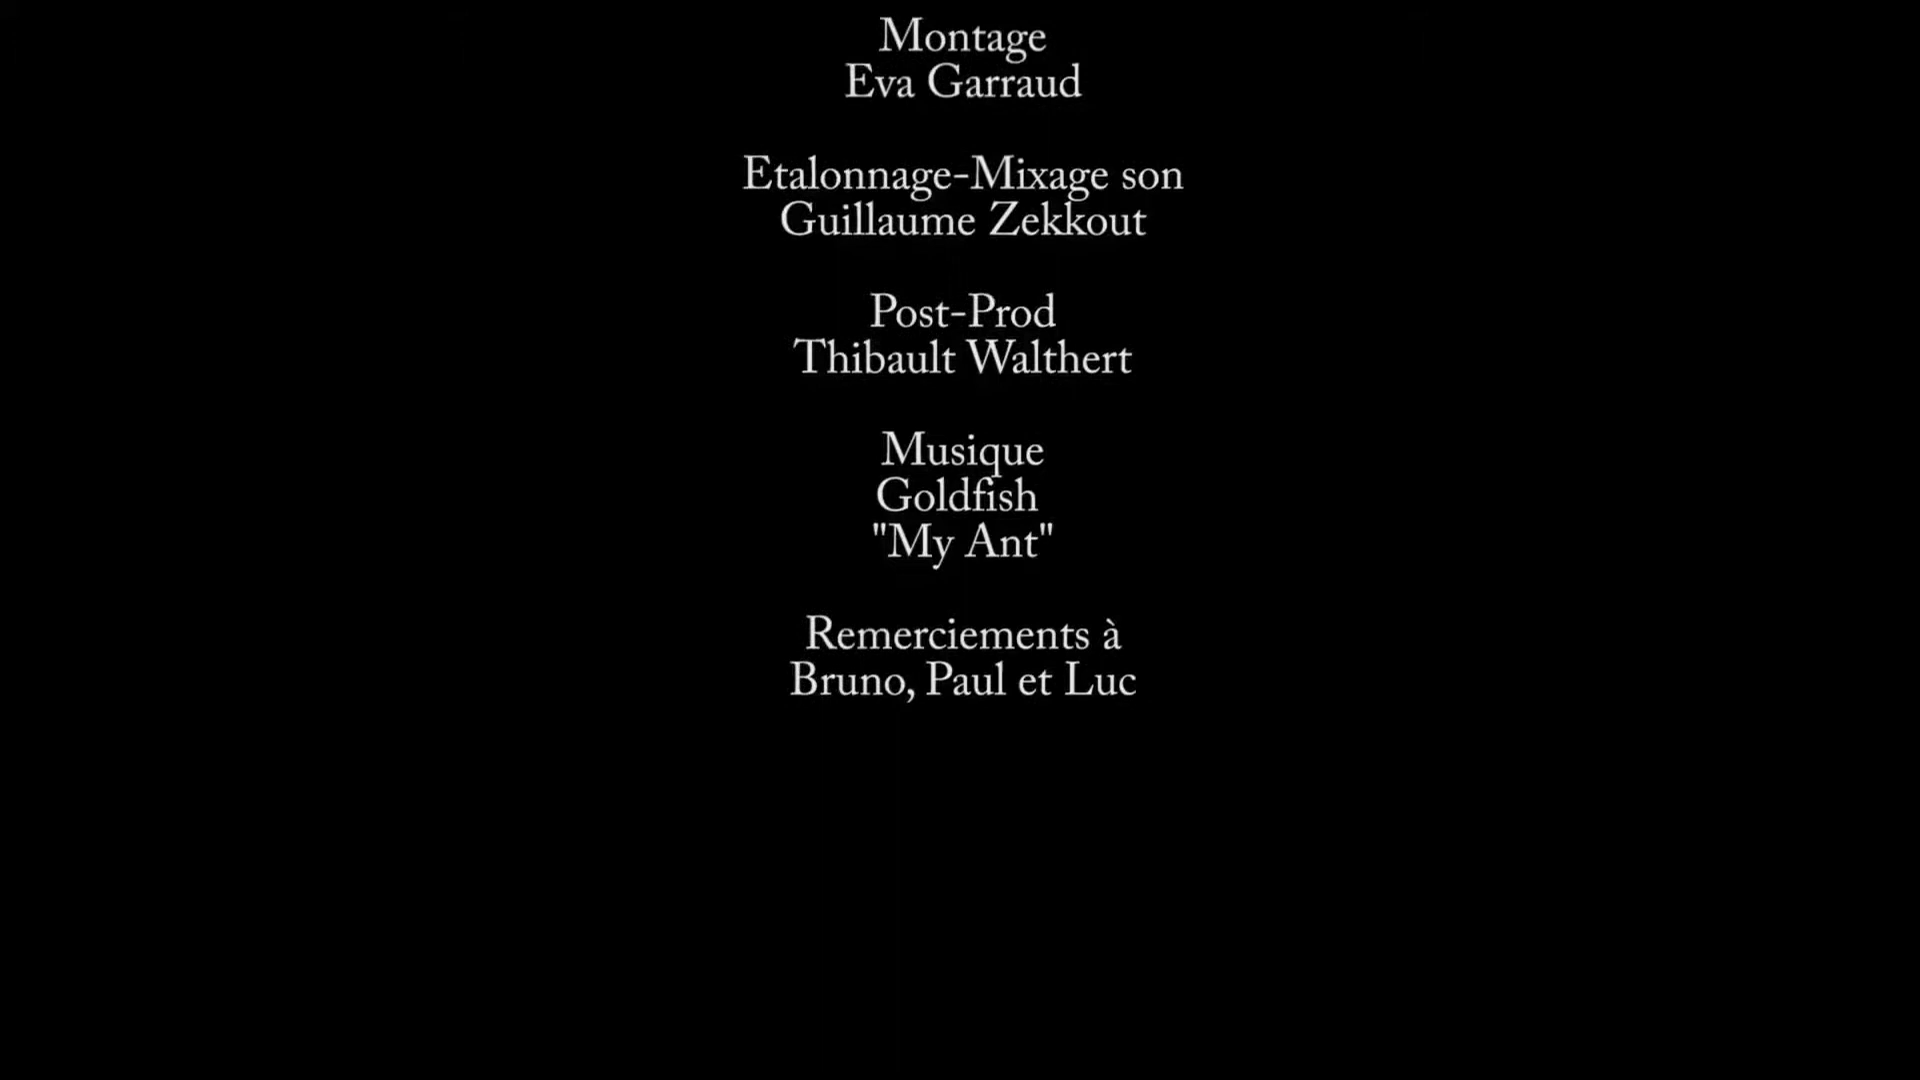 Montage
Eva Garraud
Etalonnage-Mixage son
Guillaume Zekkout
Post-Prod
Thibault Walthert
Musique
Goldfish
"My Ant"
Remerciements à
Bruno, Paul et Luc